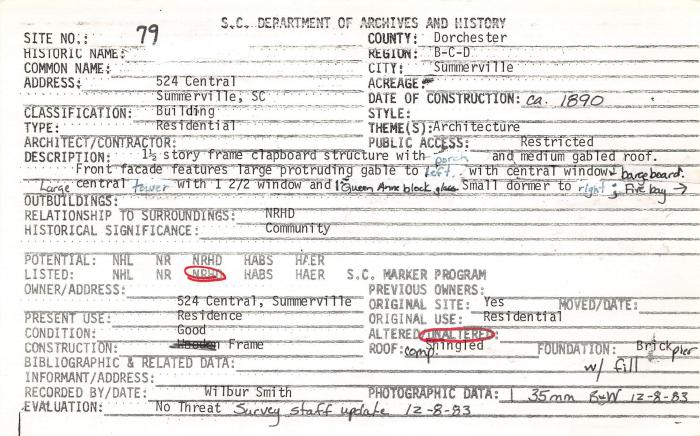 S.C. DEPARTMENT OF ARCHIVES AND HISTORY
SITE NO.: 79 COUNTY: Dorchester
HISTORIC NAME: REGION: B-C-D
COMMON NAME: CITY: Summerville
ADDRESS: 524 Central ACREAGE:
Summerville, SC DATE OF CONSTRUCTION: ca. 1890
CLASSIFICATION: Building STYLE:
TYPE: Residential THEME(S): Architecture
ARCHITECT/CONTRACTOR: PUBLIC ACCESS: Restricted
DESCRIPTION: 1½ story frame clapboard structure with porch and medium gabled roof.
Front facade features large protruding gable to left, with central window & bargeboard.
Large central tower with 1 2/2 window and 1 Queen Anne block glass Small dormer to right; Five bay →
OUTBUILDINGS:
RELATIONSHIP TO SURROUNDINGS: NRHD
HISTORICAL SIGNIFICANCE: Community
POTENTIAL: NHL NR NRHD HABS HAER
LISTED: NHL NR NRHD HABS HAER S.C. MARKER PROGRAM
OWNER/ADDRESS: PREVIOUS OWNERS:
524 Central, Summerville ORIGINAL SITE: Yes MOVED/DATE:
PRESENT USE: Residence ORIGINAL USE: Residential
CONDITION: Good ALTERED/UNALTERED:
CONSTRUCTION: Wooden Frame ROOF: comp. Shingled FOUNDATION: Brick pier
BIBLIOGRAPHIC & RELATED DATA: w/ fill
INFORMANT/ADDRESS:
RECORDED BY/DATE: Wilbur Smith PHOTOGRAPHIC DATA: 35mm B&W 12-8-83
EVALUATION: No Threat Survey staff update 12-8-83